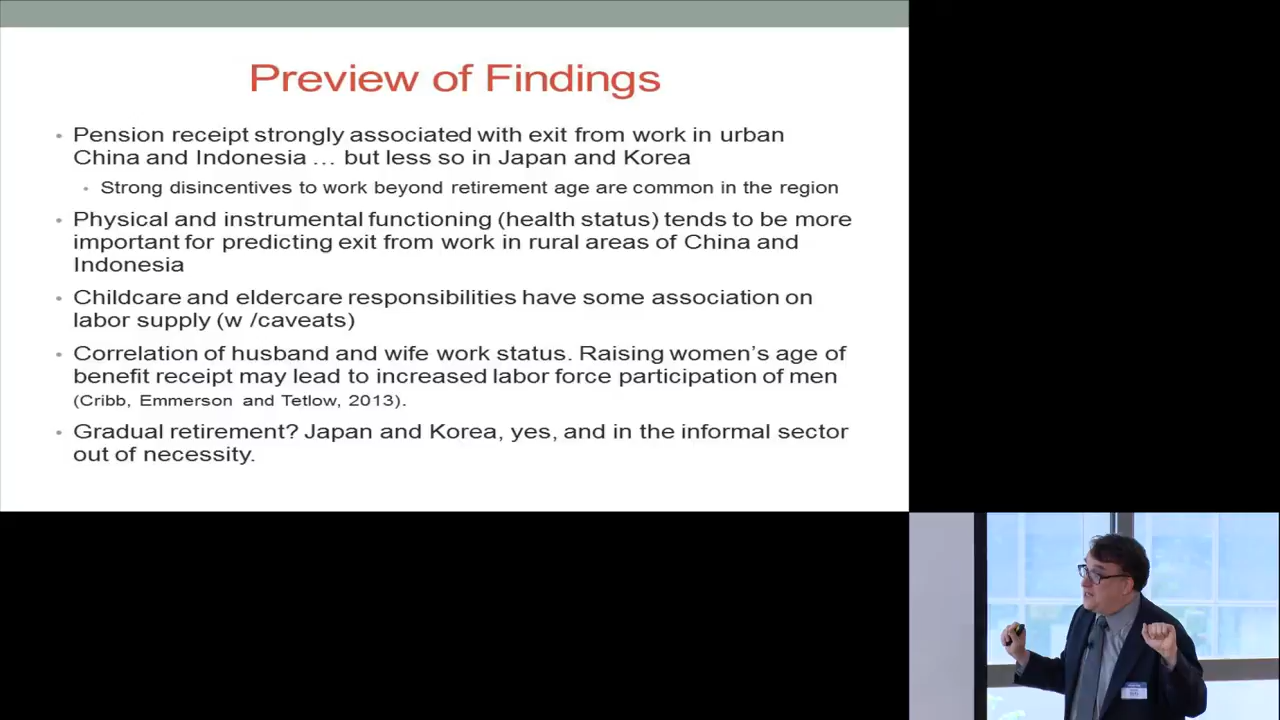 Preview of Findings
• Pension receipt strongly associated with exit from work in urban
China and Indonesia … but less so in Japan and Korea
• Strong disincentives to work beyond retirement age are common in the region
• Physical and instrumental functioning (health status) tends to be more
important for predicting exit from work in rural areas of China and
Indonesia
• Childcare and eldercare responsibilities have some association on
labor supply (w /caveats)
• Correlation of husband and wife work status. Raising women’s age of
benefit receipt may lead to increased labor force participation of men
(Cribb, Emmerson and Tetlow, 2013).
• Gradual retirement? Japan and Korea, yes, and in the informal sector
out of necessity.